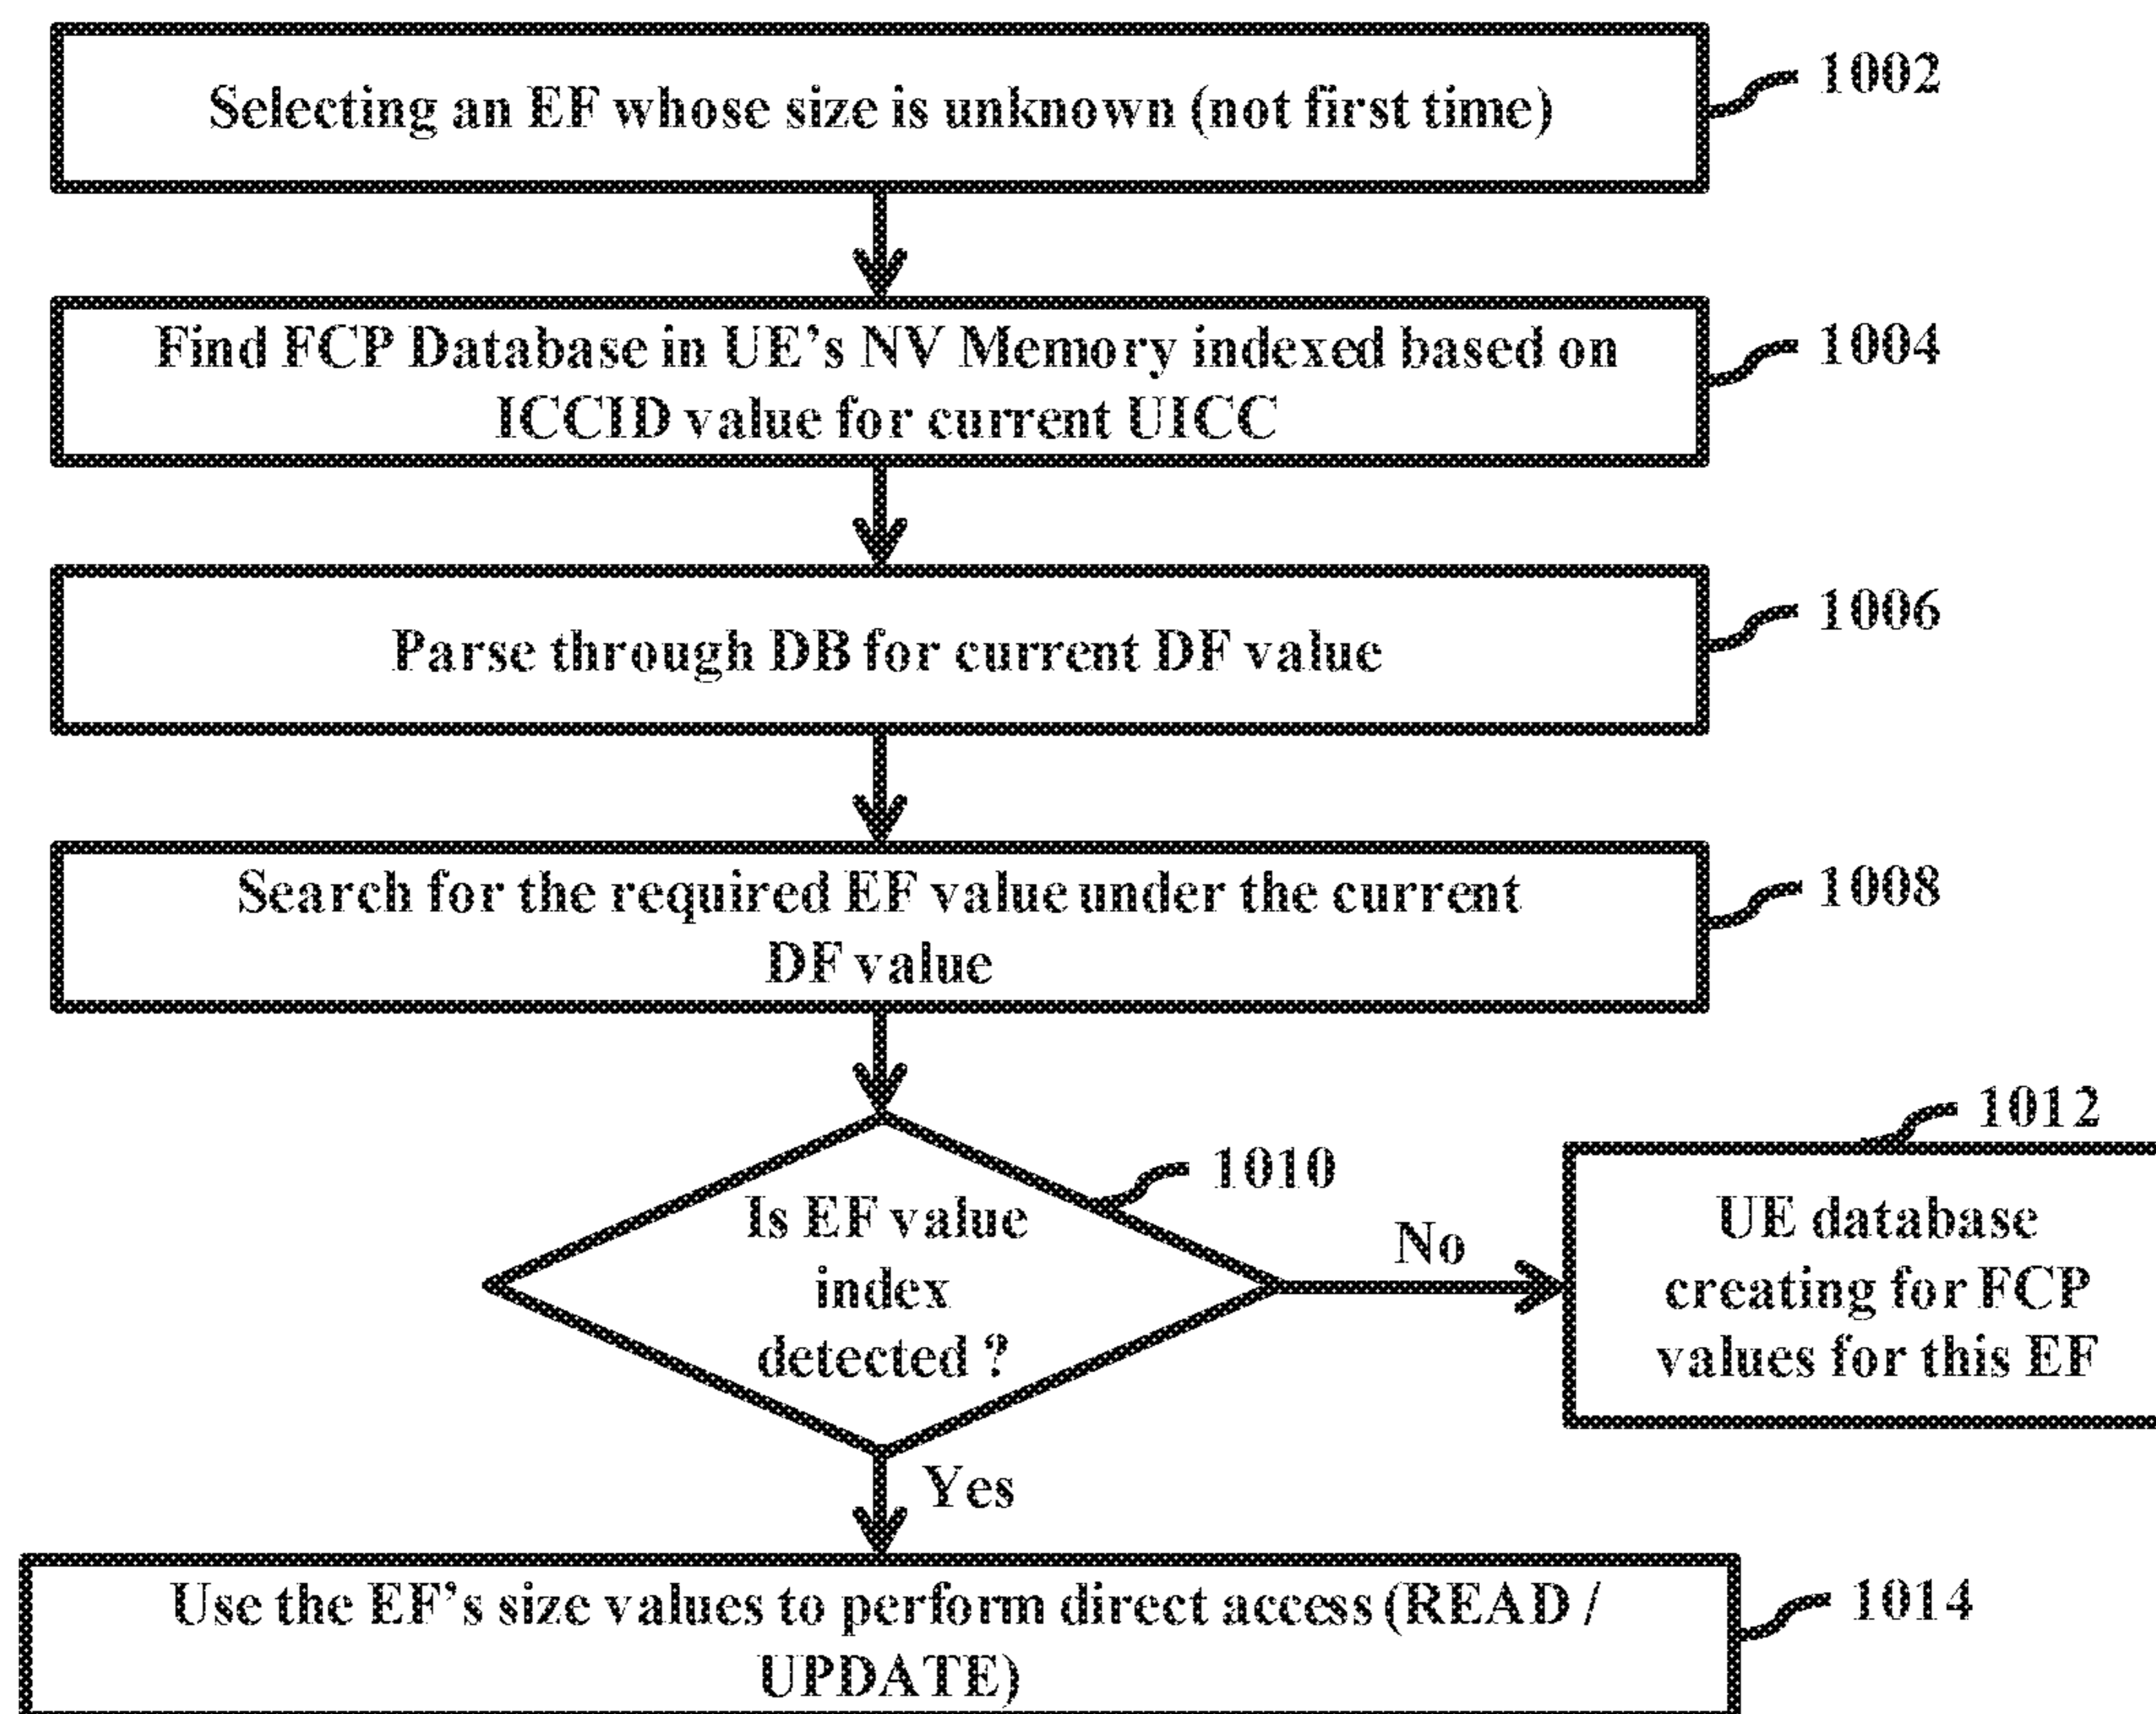 Selecting an EF whose size is unknown (not first time)
1002
Find FCP Database in UE's NV Memory indexed based on
ICCID value for current UICC
1004
Parse through DB for current DF value
1006
Search for the required EF value under the current
DF value
1008
Is EF value
index
detected ?
1010
No
1012
UE database
creating for FCP
values for this EF
Yes
Use the EF's size values to perform direct access (READ /
UPDATE)
1014